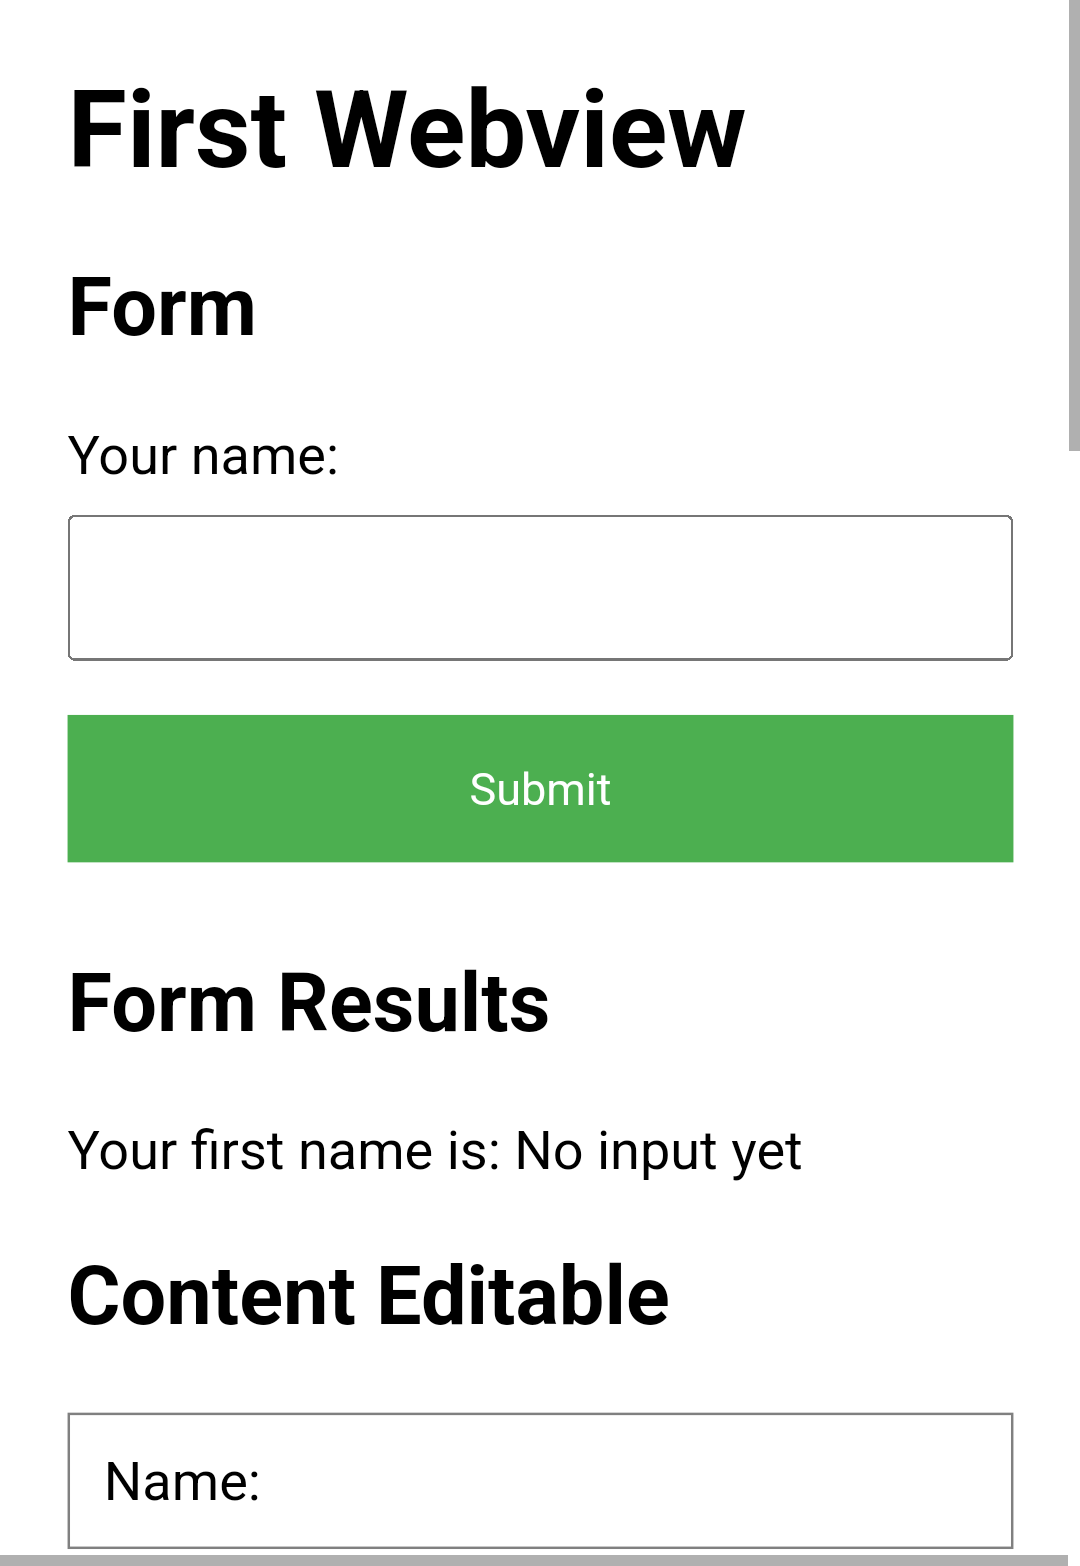 First Webview
Form
Your name:
Submit
Form Results
Your first name is: No input yet
Content Editable
Name: